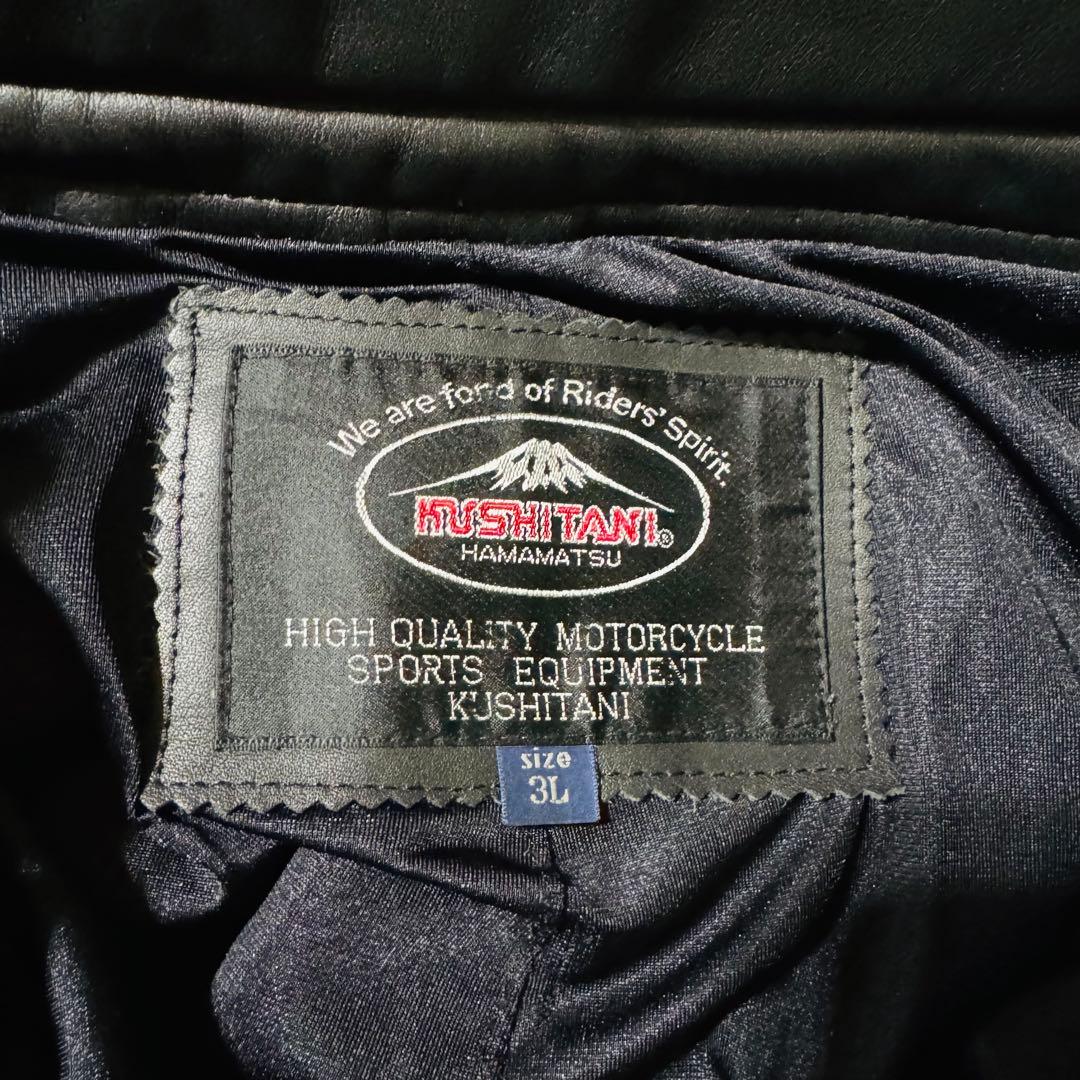 We are fond of Riders' Spirit.
KUSHITANI®
HAMAMATSU
HIGH QUALITY MOTORCYCLE
SPORTS EQUIPMENT
KUSHITANI
size
3L